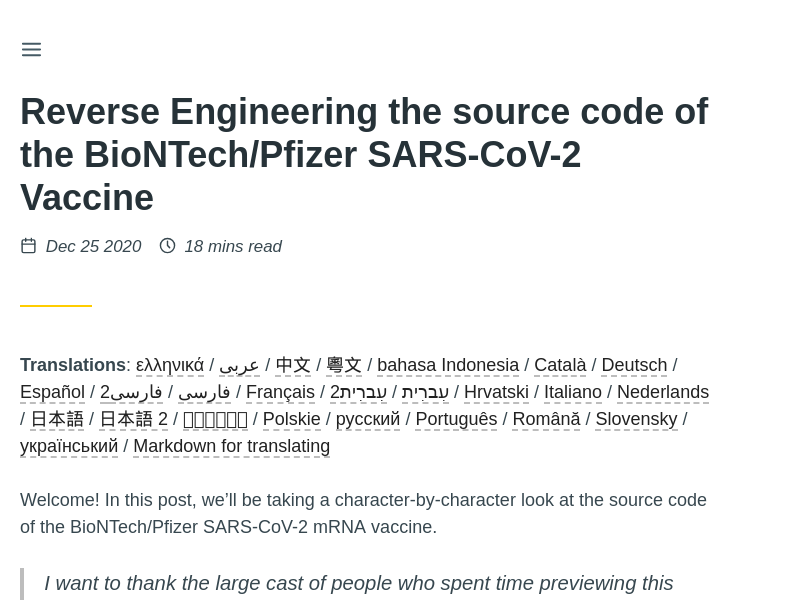 Reverse Engineering the source code of
the BioNTech/Pfizer SARS-CoV-2
Vaccine
Dec 25 2020 18 mins read
Translations: ελληνικά / عربى / 中文 / 粵文 / bahasa Indonesia / Català / Deutsch /
Español / 2فارسی / فارسی / Français / 2עִברִית / עִברִית / Hrvatski / Italiano / Nederlands
/ 日本語 / 日本語 2 / / Polskie / русский / Português / Română / Slovensky /
український / Markdown for translating
Welcome! In this post, we’ll be taking a character-by-character look at the source code
of the BioNTech/Pfizer SARS-CoV-2 mRNA vaccine.
I want to thank the large cast of people who spent time previewing this